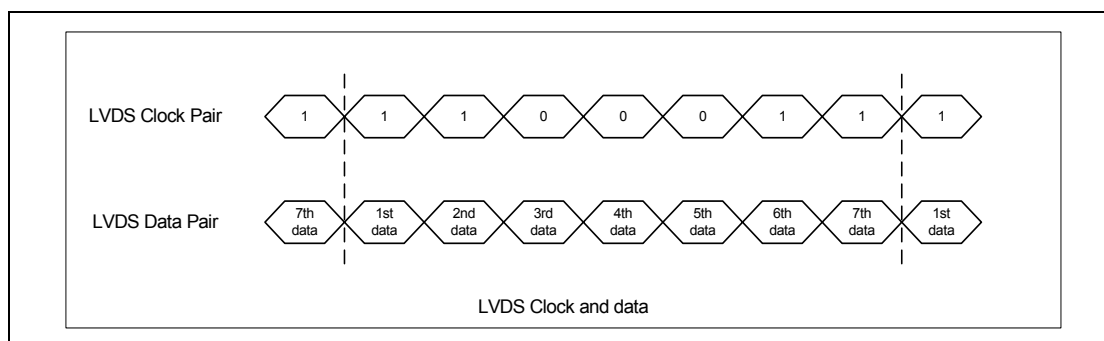 LVDS Clock Pair 1 1 1 0 0 0 1 1 1
LVDS Data Pair 7th data 1st data 2nd data 3rd data 4th data 5th data 6th data 7th data 1st data
LVDS Clock and data